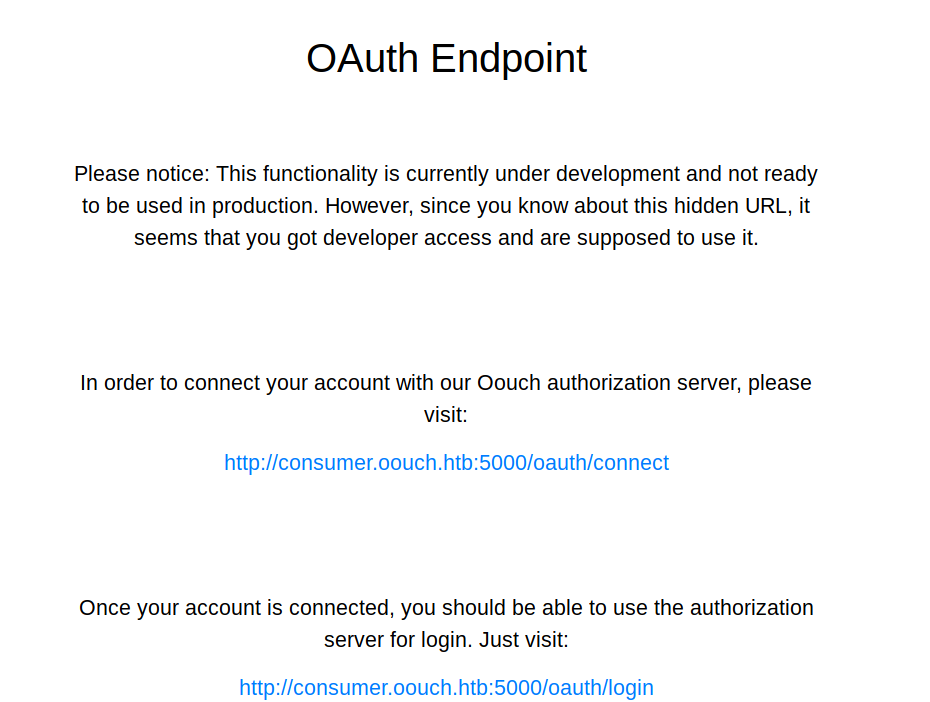 OAuth Endpoint
Please notice: This functionality is currently under development and not ready
to be used in production. However, since you know about this hidden URL, it
seems that you got developer access and are supposed to use it.
In order to connect your account with our Oouch authorization server, please
visit:
http://consumer.oouch.htb:5000/oauth/connect
Once your account is connected, you should be able to use the authorization
server for login. Just visit:
http://consumer.oouch.htb:5000/oauth/login